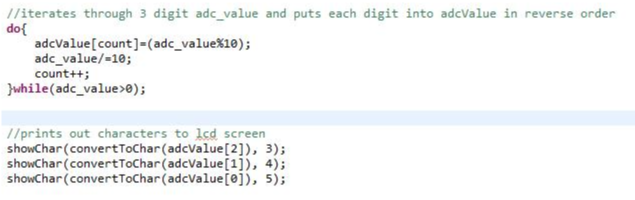 //iterates through 3 digit adc_value and puts each digit into adcValue in reverse order
do{
    adcValue[count]=(adc_value%10);
    adc_value/=10;
    count++;
}while(adc_value>0);
//prints out characters to lcd screen
showChar(convertToChar(adcValue[2]), 3);
showChar(convertToChar(adcValue[1]), 4);
showChar(convertToChar(adcValue[0]), 5);